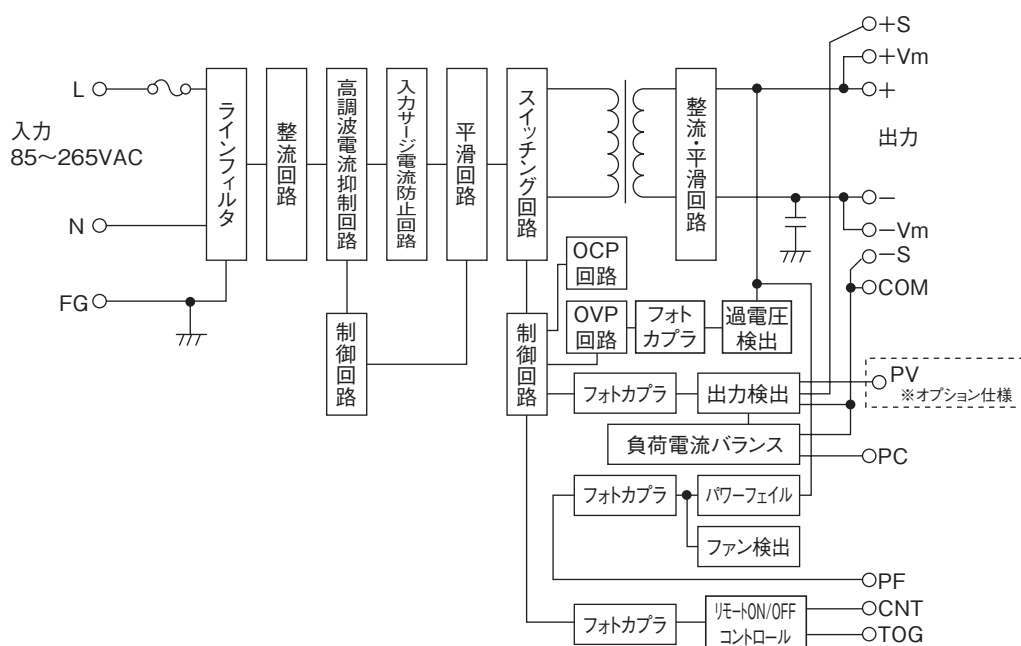 +S
+Vm
+
出力
−
−Vm
−S
COM
L
入力
85~265VAC
N
FG
ラインフィルタ
整流回路
高調波電流抑制回路
入力サージ電流防止回路
平滑回路
スイッチング回路
整流・平滑回路
制御回路
制御回路
OCP
回路
OVP
回路
フォト
カプラ
過電圧
検出
フォトカプラ
出力検出
PV
※オプション仕様
負荷電流バランス
PC
フォトカプラ
パワーフェイル
ファン検出
PF
フォトカプラ
リモートON/OFF
コントロール
CNT
TOG